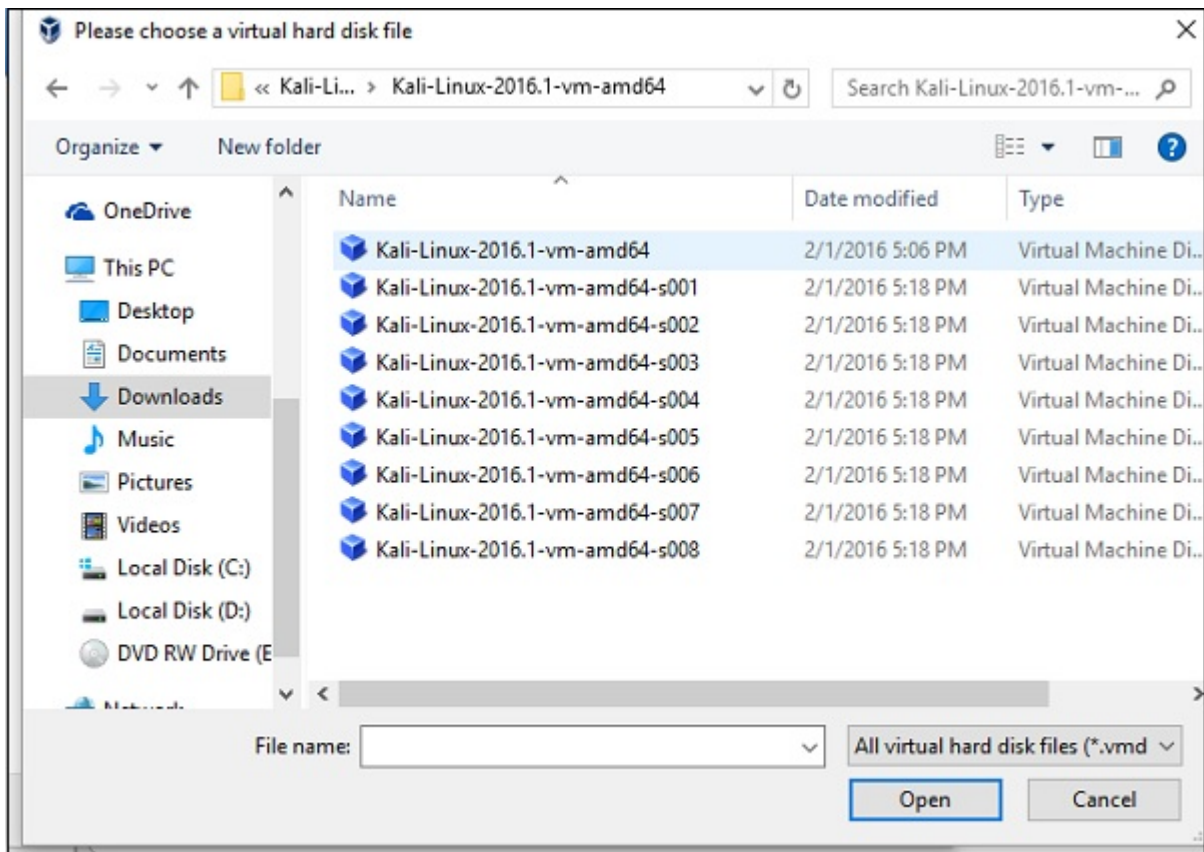 Please choose a virtual hard disk file
« Kali-Li... › Kali-Linux-2016.1-vm-amd64
Search Kali-Linux-2016.1-vm-...
Organize
New folder
Name
Date modified
Type
OneDrive
This PC
Desktop
Documents
Downloads
Music
Pictures
Videos
Local Disk (C:)
Local Disk (D:)
DVD RW Drive (E
Kali-Linux-2016.1-vm-amd64 2/1/2016 5:06 PM Virtual Machine Di...
Kali-Linux-2016.1-vm-amd64-s001 2/1/2016 5:18 PM Virtual Machine Di...
Kali-Linux-2016.1-vm-amd64-s002 2/1/2016 5:18 PM Virtual Machine Di...
Kali-Linux-2016.1-vm-amd64-s003 2/1/2016 5:18 PM Virtual Machine Di...
Kali-Linux-2016.1-vm-amd64-s004 2/1/2016 5:18 PM Virtual Machine Di...
Kali-Linux-2016.1-vm-amd64-s005 2/1/2016 5:18 PM Virtual Machine Di...
Kali-Linux-2016.1-vm-amd64-s006 2/1/2016 5:18 PM Virtual Machine Di...
Kali-Linux-2016.1-vm-amd64-s007 2/1/2016 5:18 PM Virtual Machine Di...
Kali-Linux-2016.1-vm-amd64-s008 2/1/2016 5:18 PM Virtual Machine Di...
File name:
All virtual hard disk files (*.vmd
Open
Cancel